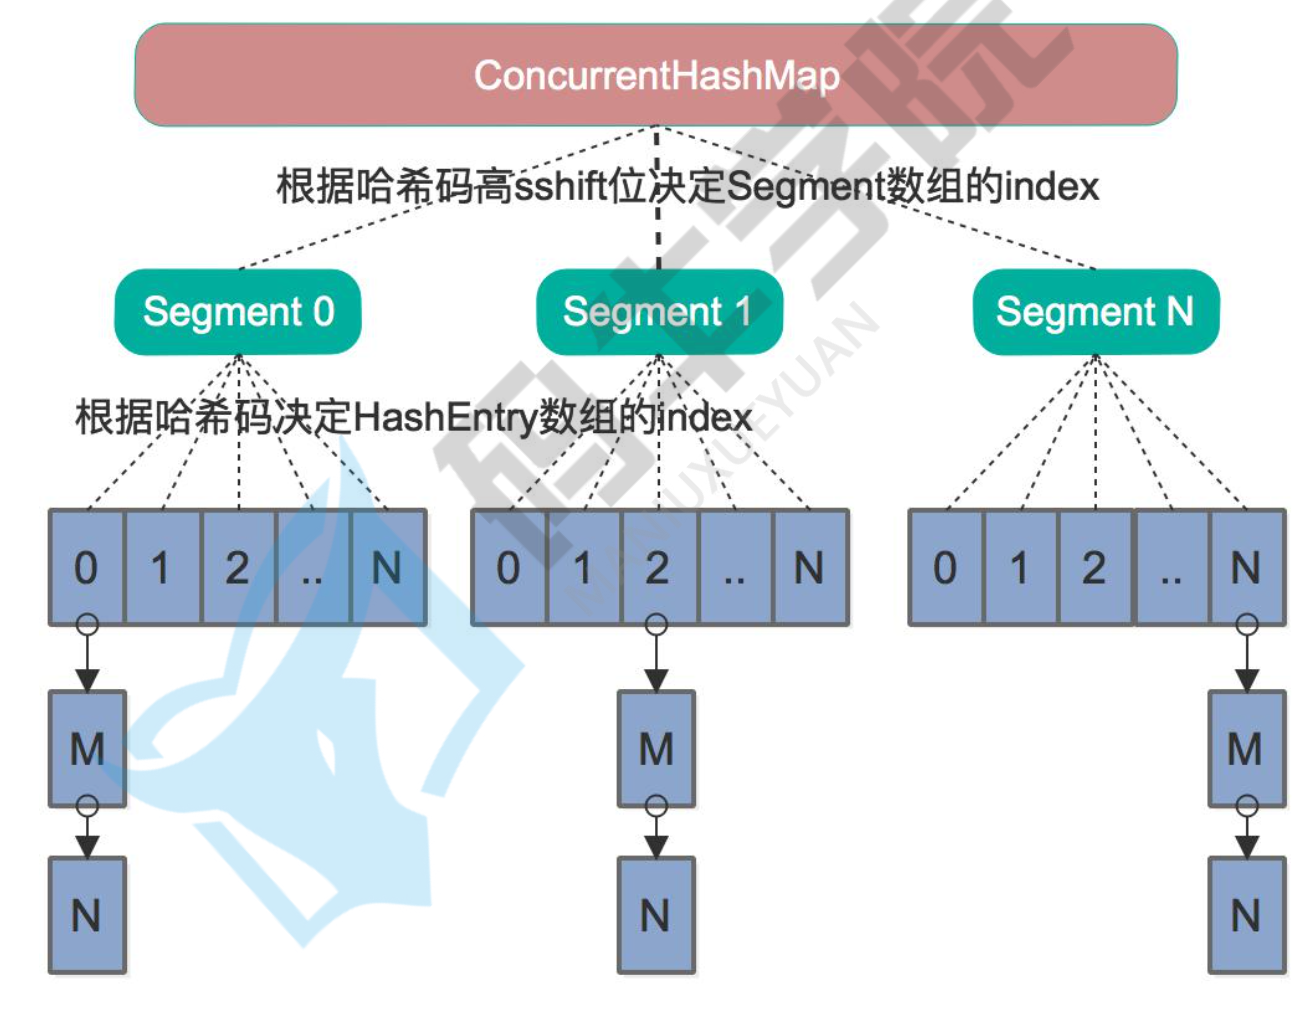 ConcurrentHashMap
根据哈希码高sshift位决定Segment数组的index
Segment 0 Segment 1 Segment N
根据哈希码决定HashEntry数组的index
0 1 2 .. N 0 1 2 .. N 0 1 2 .. N
M M M
N N N
码牛学院
MANIUXUEYUAN